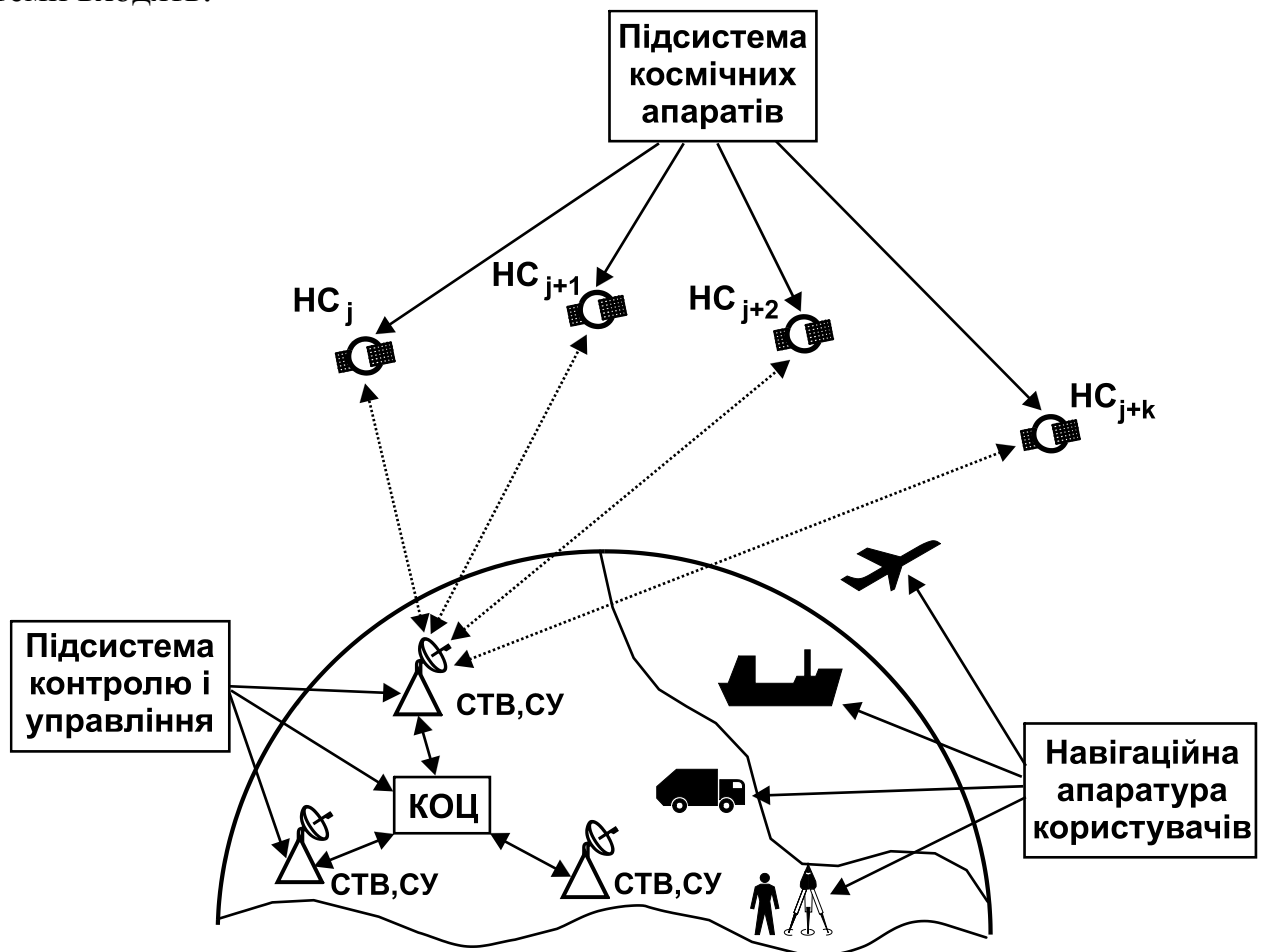 Підсистема
космічних
апаратів
НС j
НС j+1
НС j+2
НС j+k
Підсистема
контролю і
управління
СТВ,СУ
КОЦ
СТВ,СУ
СТВ,СУ
Навігаційна
апаратура
користувачів